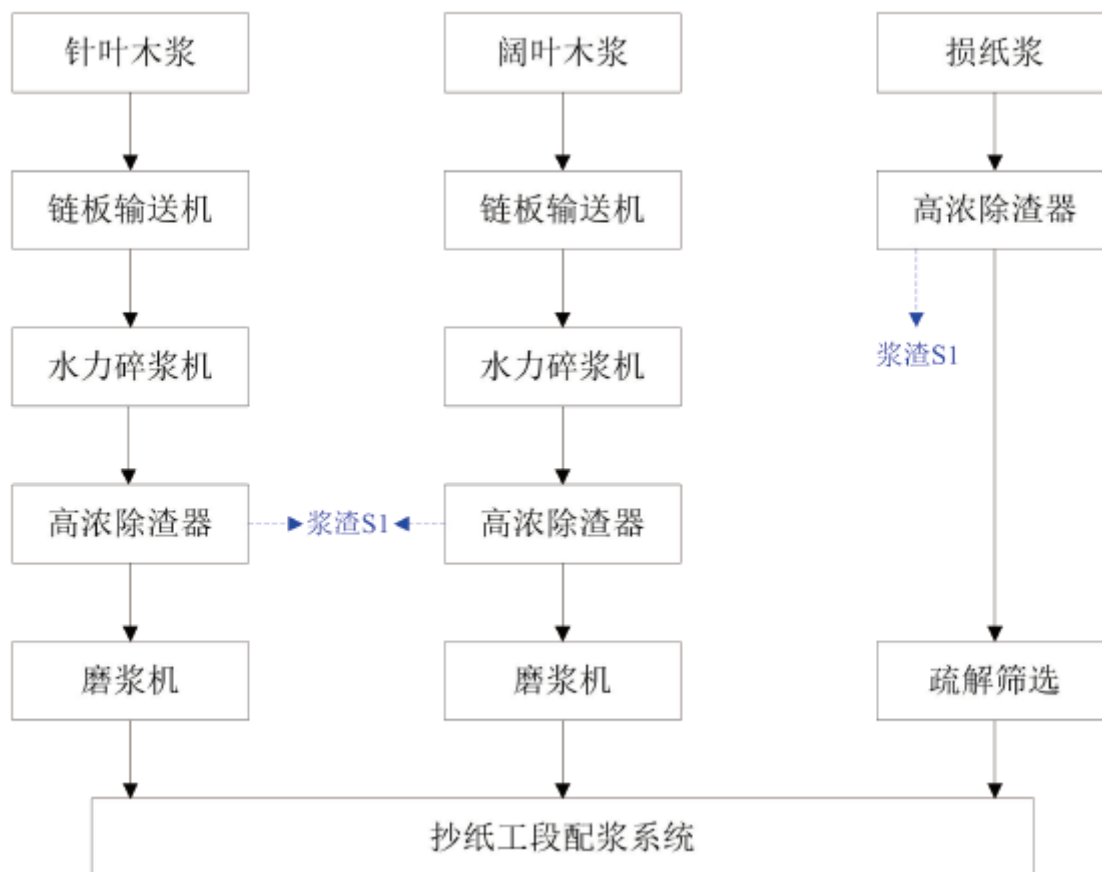 针叶木浆
阔叶木浆
损纸浆
链板输送机
链板输送机
高浓除渣器
水力碎浆机
水力碎浆机
浆渣S1
高浓除渣器
浆渣S1
高浓除渣器
磨浆机
磨浆机
疏解筛选
抄纸工段配浆系统